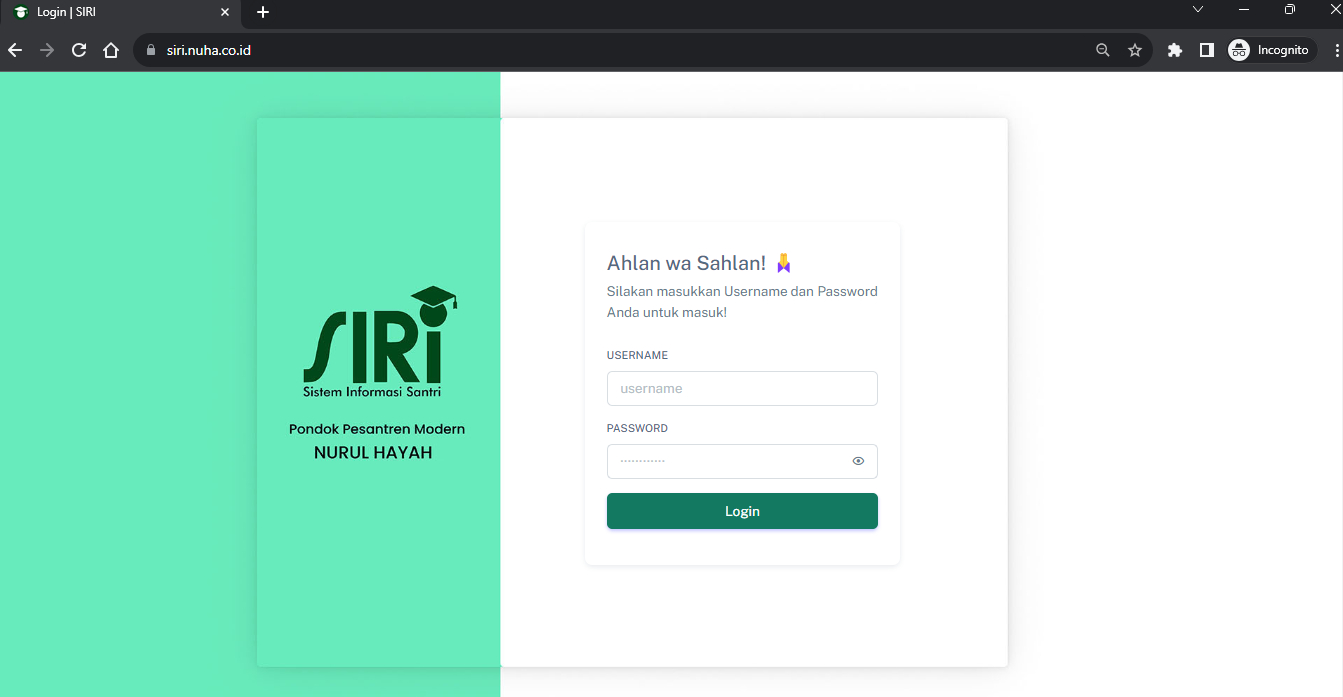 Login | SIRI
siri.nuha.co.id
Incognito
SIRi
Sistem Informasi Santri
Pondok Pesantren Modern
NURUL HAYAH
Ahlan wa Sahlan!
Silakan masukkan Username dan Password
Anda untuk masuk!
USERNAME
username
PASSWORD
············
Login